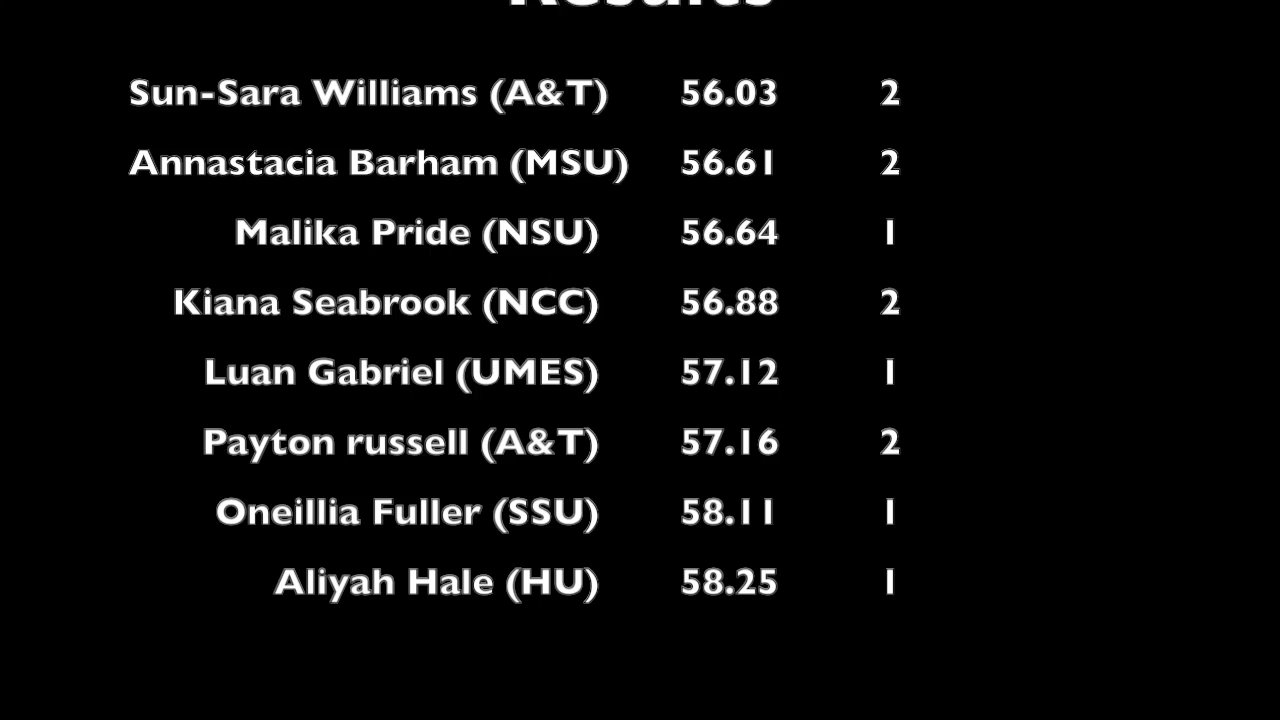 Results
Sun-Sara Williams (A&T) 56.03 2
Annastacia Barham (MSU) 56.61 2
Malika Pride (NSU) 56.64 1
Kiana Seabrook (NCC) 56.88 2
Luan Gabriel (UMES) 57.12 1
Payton russell (A&T) 57.16 2
Oneillia Fuller (SSU) 58.11 1
Aliyah Hale (HU) 58.25 1